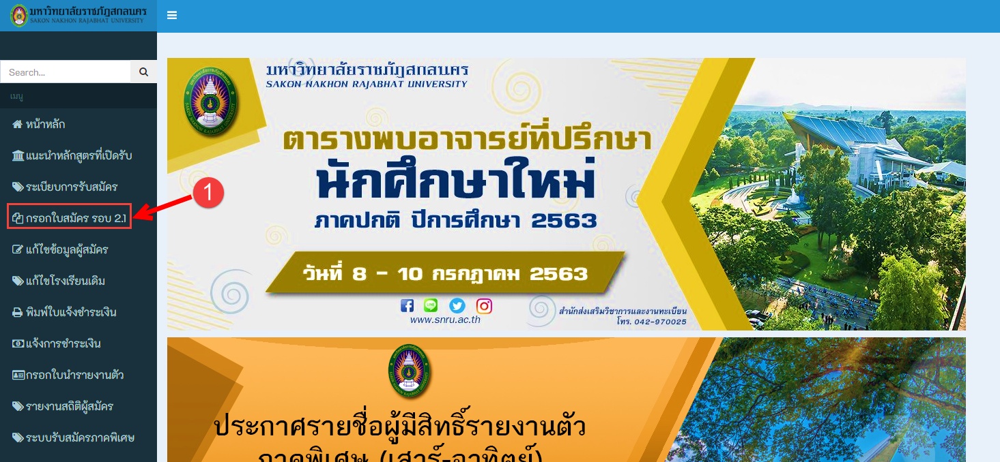 มหาวิทยาลัยราชภัฏสกลนคร
SAKON NAKHON RAJABHAT UNIVERSITY
Search...
เมนู
หน้าหลัก
แนะนำหลักสูตรที่เปิดรับ
ระเบียบการรับสมัคร
กรอกใบสมัคร รอบ 2.1
แก้ไขข้อมูลผู้สมัคร
แก้ไขโรงเรียนเดิม
พิมพ์ใบแจ้งชำระเงิน
แจ้งการชำระเงิน
กรอกใบนำรายงานตัว
รายงานสถิติผู้สมัคร
ระบบรับสมัครภาคพิเศษ
1
มหาวิทยาลัยราชภัฏสกลนคร
SAKON NAKHON RAJABHAT UNIVERSITY
ตารางพบอาจารย์ที่ปรึกษา
นักศึกษาใหม่
ภาคปกติ ปีการศึกษา 2563
วันที่ 8 - 10 กรกฎาคม 2563
www.snru.ac.th
สำนักส่งเสริมวิชาการและงานทะเบียน
โทร. 042-970025
ประกาศรายชื่อผู้มีสิทธิ์รายงานตัว
ภาคพิเศษ (เสาร์-อาทิตย์)